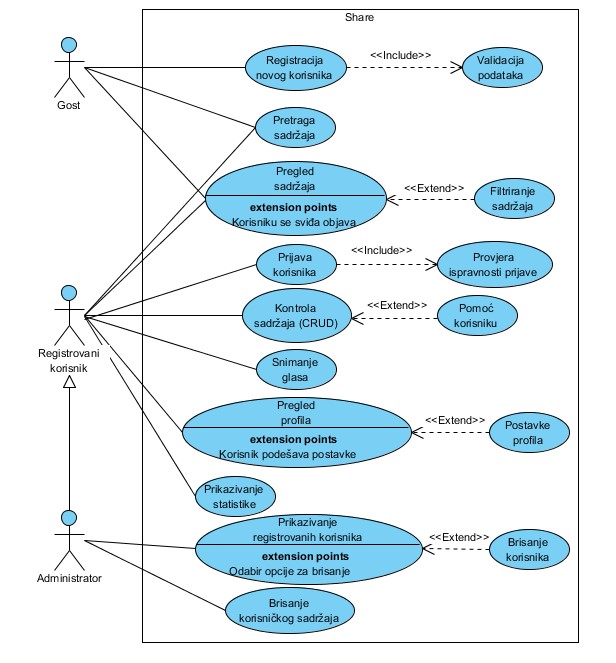 Share
Gost
Registracija
novog korisnika
<<Include>>
Validacija
podataka
Pretraga
sadržaja
Pregled
sadržaja
extension points
Korisniku se sviđa objava
<<Extend>>
Filtriranje
sadržaja
Prijava
korisnika
<<Include>>
Provjera
ispravnosti prijave
Registrovani
korisnik
Kontrola
sadržaja (CRUD)
<<Extend>>
Pomoć
korisniku
Snimanje
glasa
Pregled
profila
extension points
Korisnik podešava postavke
<<Extend>>
Postavke
profila
Prikazivanje
statistike
Administrator
Prikazivanje
registrovanih korisnika
extension points
Odabir opcije za brisanje
<<Extend>>
Brisanje
korisnika
Brisanje
korisničkog sadržaja